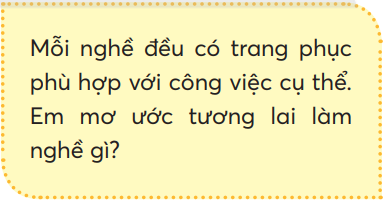 Mỗi nghề đều có trang phục
phù hợp với công việc cụ thể.
Em mơ ước tương lai làm
nghề gì?